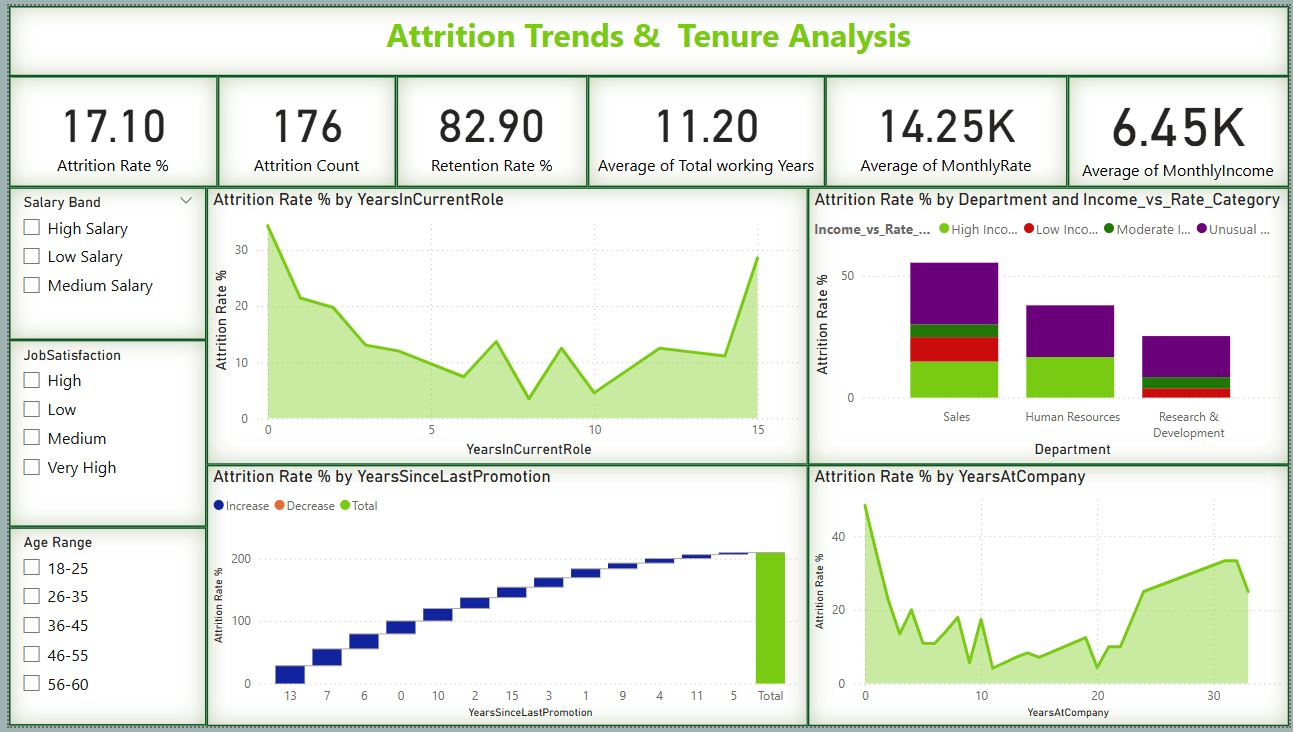 Attrition Trends & Tenure Analysis
17.10
Attrition Rate %
176
Attrition Count
82.90
Retention Rate %
11.20
Average of Total working Years
14.25K
Average of MonthlyRate
6.45K
Average of MonthlyIncome
Salary Band
High Salary
Low Salary
Medium Salary
JobSatisfaction
High
Low
Medium
Very High
Age Range
18-25
26-35
36-45
46-55
56-60
Attrition Rate % by YearsInCurrentRole
Attrition Rate %
30
20
10
0
0 5 10 15
YearsInCurrentRole
Attrition Rate % by Department and Income_vs_Rate_Category
Income_vs_Rate_... High Inco... Low Inco... Moderate I... Unusual ...
Attrition Rate %
50
0
Sales Human Resources Research &
Development
Department
Attrition Rate % by YearsSinceLastPromotion
Increase Decrease Total
Attrition Rate %
200
100
0
13 7 6 0 10 2 15 3 1 9 4 11 5 Total
YearsSinceLastPromotion
Attrition Rate % by YearsAtCompany
Attrition Rate %
40
20
0
0 10 20 30
YearsAtCompany